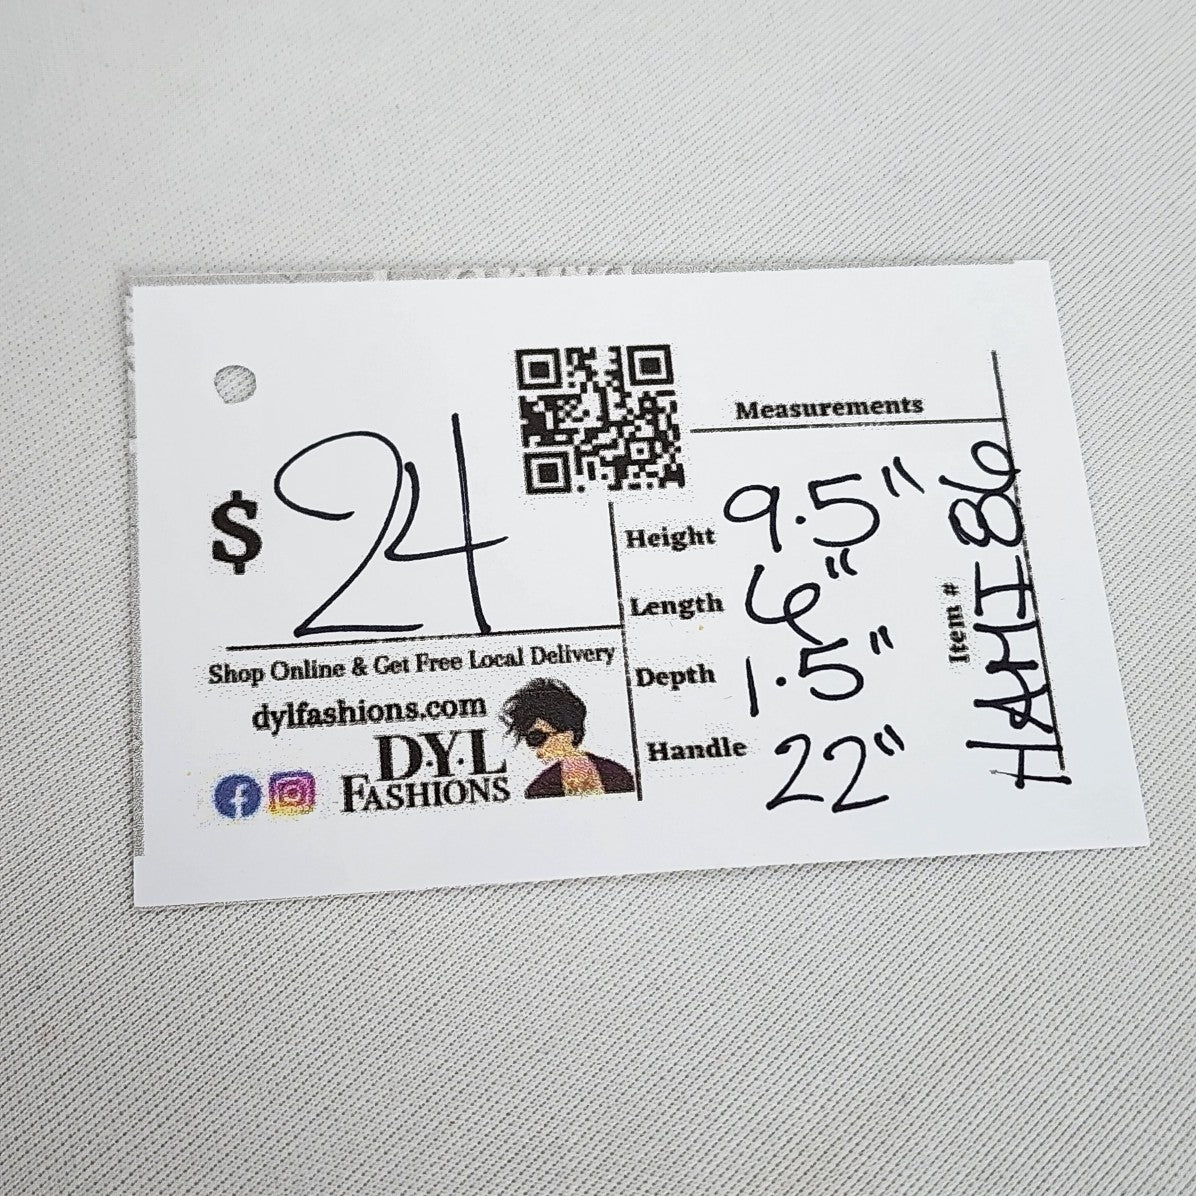 $ 24
Shop Online & Get Free Local Delivery
dylfashions.com
D·Y·L
FASHIONS
Measurements
Height 9.5"
Length 6"
Depth 1.5"
Handle 22"
Item # HAMI86